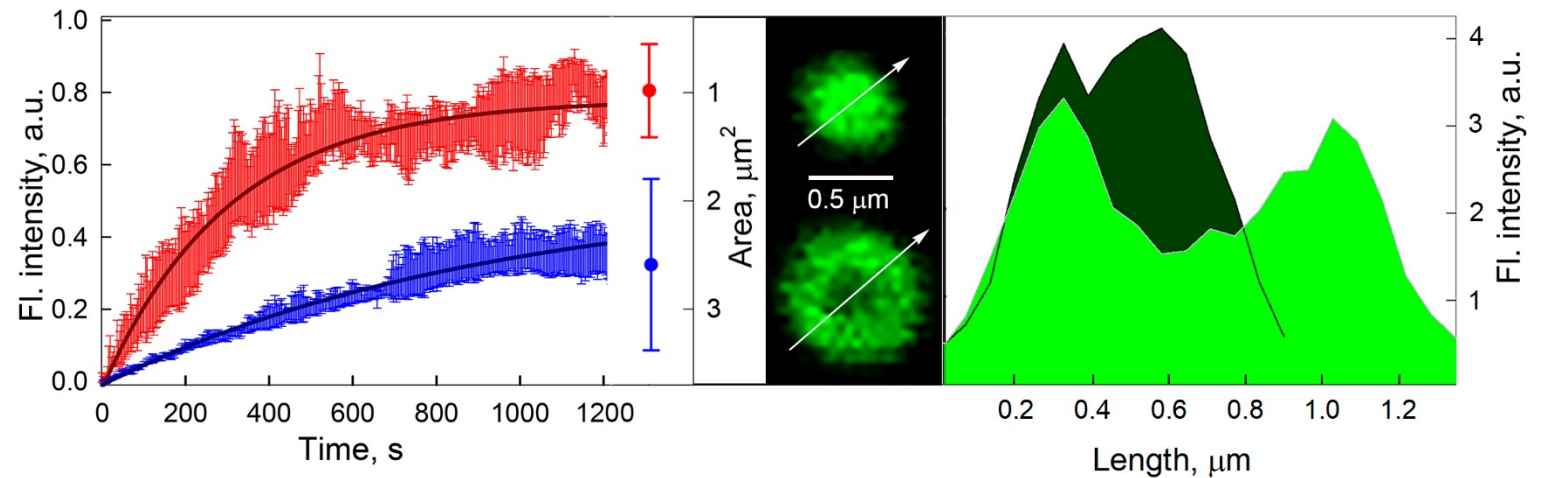 Fl. intensity, a.u.
1.0
0.8
0.6
0.4
0.2
0.0
0 200 400 600 800 1000 1200
Time, s
Area, μm²
1
2
3
0.5 μm
0.2 0.4 0.6 0.8 1.0 1.2
Length, μm
4
3
2
1
Fl. intensity, a.u.